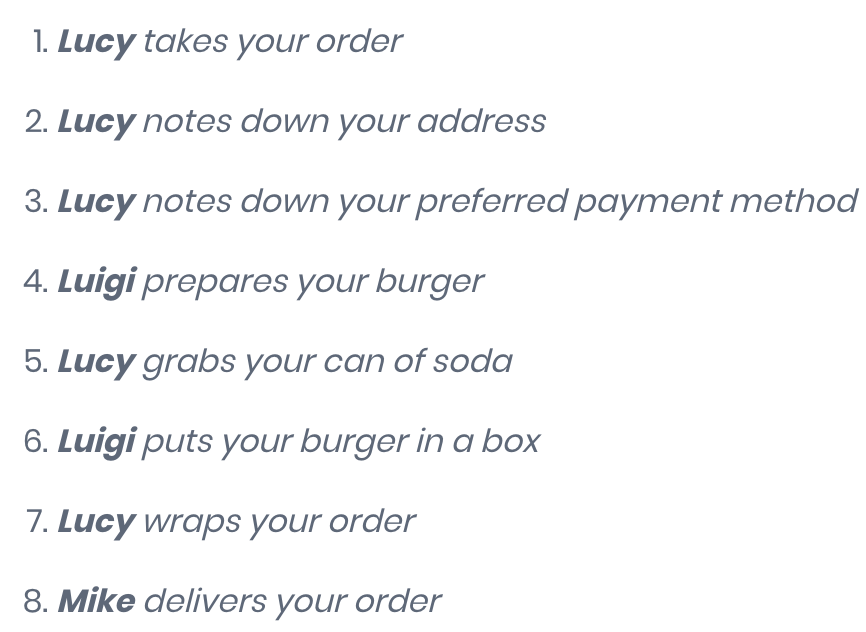 1. Lucy takes your order
2. Lucy notes down your address
3. Lucy notes down your preferred payment method
4. Luigi prepares your burger
5. Lucy grabs your can of soda
6. Luigi puts your burger in a box
7. Lucy wraps your order
8. Mike delivers your order